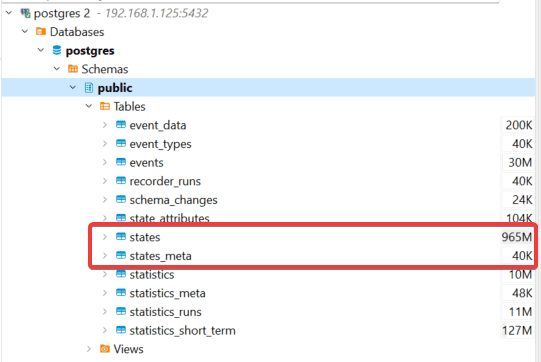 postgres 2 - 192.168.1.125:5432
Databases
postgres
Schemas
public
Tables
event_data 200K
event_types 40K
events 30M
recorder_runs 40K
schema_changes 24K
state_attributes 104K
states 965M
states_meta 40K
statistics 10M
statistics_meta 48K
statistics_runs 11M
statistics_short_term 127M
Views